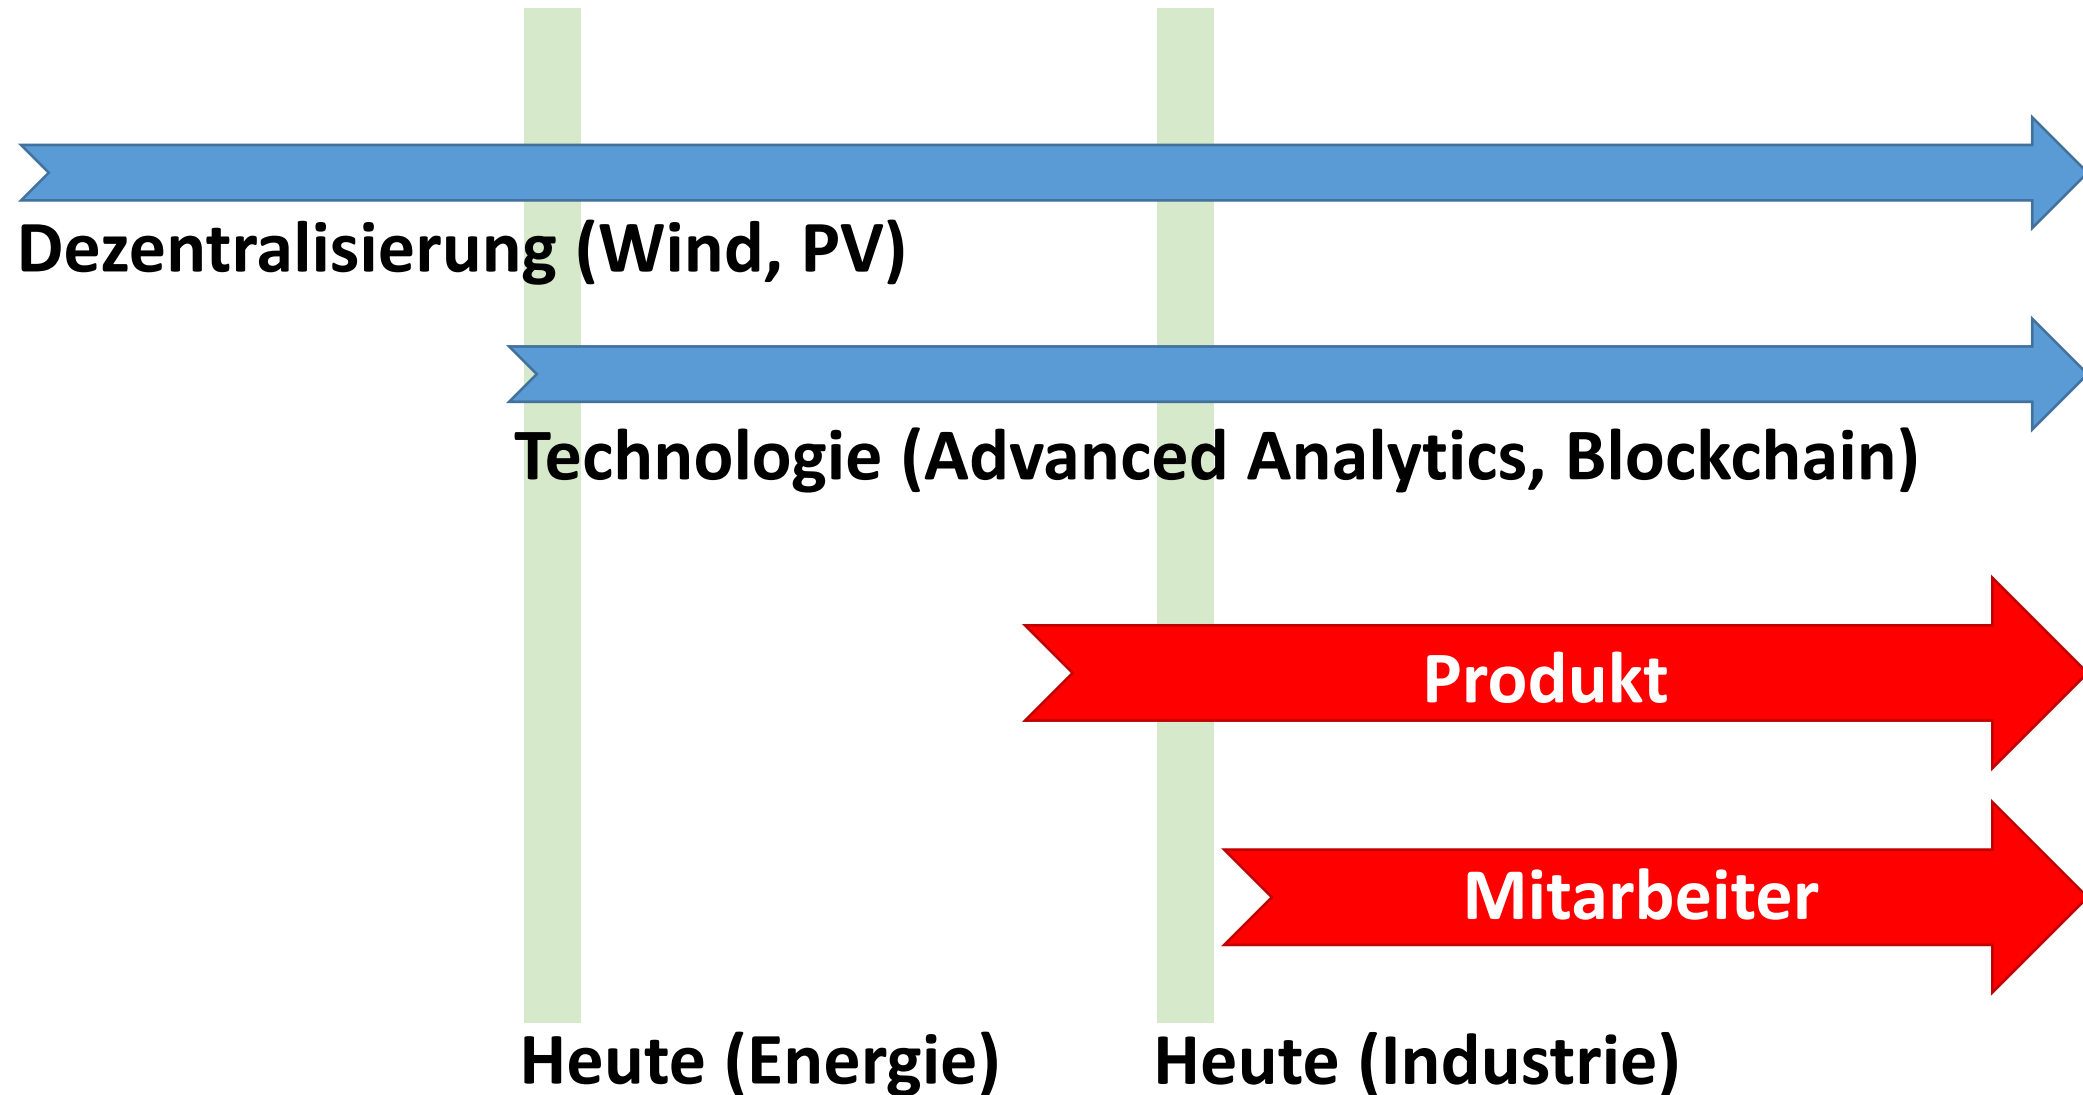 Dezentralisierung (Wind, PV)
Technologie (Advanced Analytics, Blockchain)
Produkt
Mitarbeiter
Heute (Energie)
Heute (Industrie)